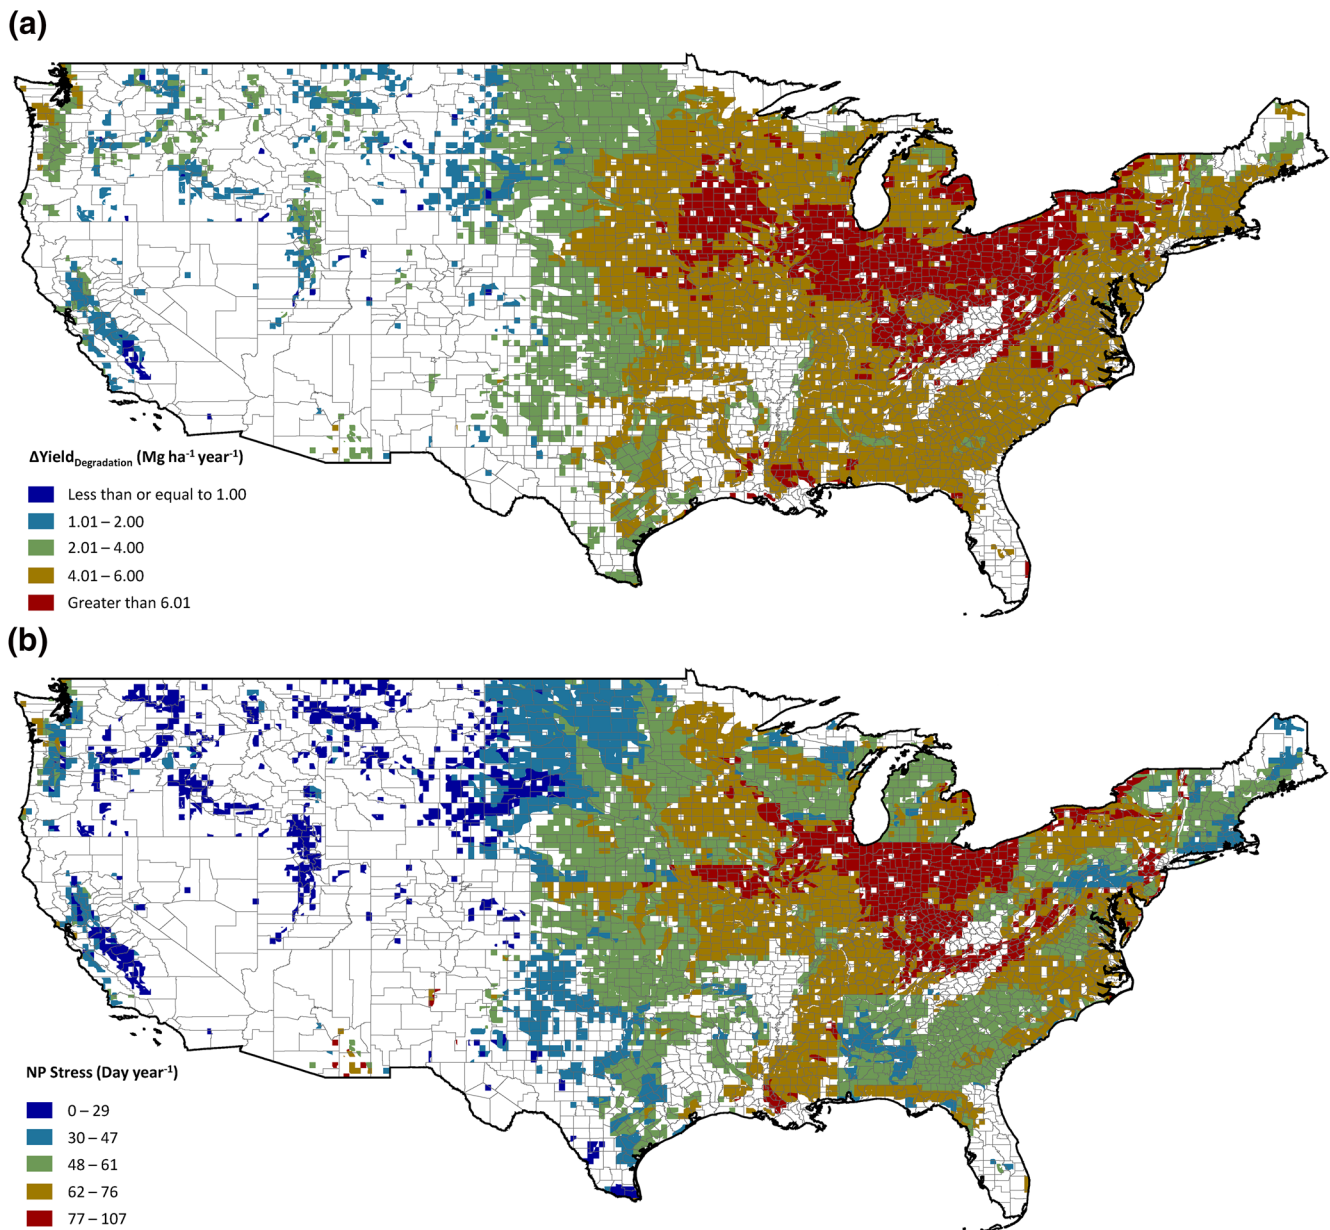 (a)
ΔYieldDegradation (Mg ha-1 year-1)
Less than or equal to 1.00
1.01 – 2.00
2.01 – 4.00
4.01 – 6.00
Greater than 6.01
(b)
NP Stress (Day year-1)
0 – 29
30 – 47
48 – 61
62 – 76
77 – 107